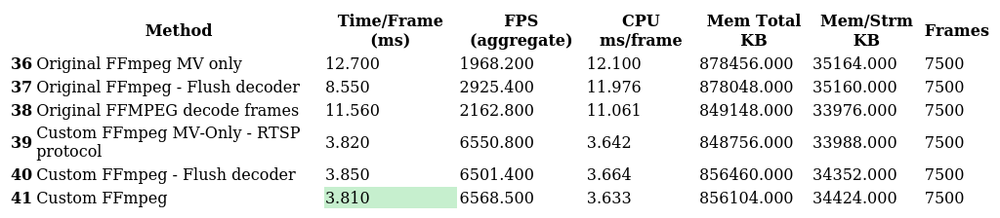 Method Time/Frame (ms) FPS (aggregate) CPU ms/frame Mem Total KB Mem/Strm KB Frames
36 Original FFmpeg MV only 12.700 1968.200 12.100 878456.000 35164.000 7500
37 Original FFmpeg - Flush decoder 8.550 2925.400 11.976 878048.000 35160.000 7500
38 Original FFMPEG decode frames 11.560 2162.800 11.061 849148.000 33976.000 7500
39 Custom FFmpeg MV-Only - RTSP protocol 3.820 6550.800 3.642 848756.000 33988.000 7500
40 Custom FFmpeg - Flush decoder 3.850 6501.400 3.664 856460.000 34352.000 7500
41 Custom FFmpeg 3.810 6568.500 3.633 856104.000 34424.000 7500